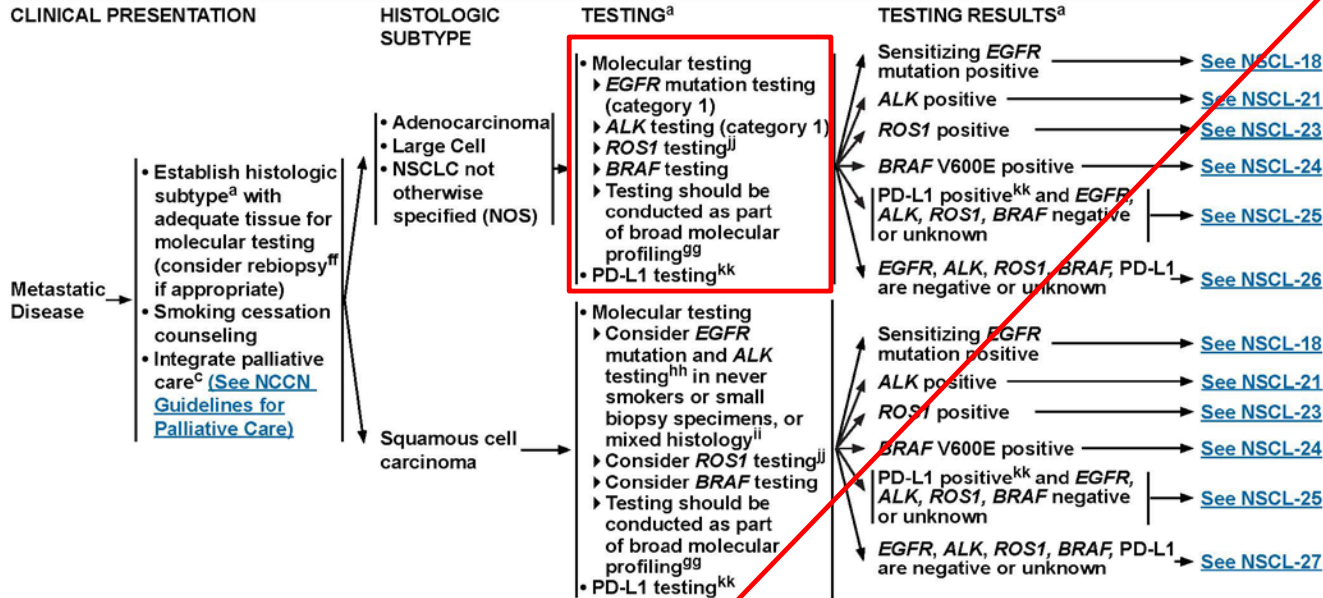 CLINICAL PRESENTATION
HISTOLOGIC
SUBTYPE
TESTINGᵃ
TESTING RESULTSᵃ
Metastatic
Disease
• Establish histologic
subtypeᵃ with
adequate tissue for
molecular testing
(consider rebiopsyᶠᶠ
if appropriate)
• Smoking cessation
counseling
• Integrate palliative
careᶜ (See NCCN
Guidelines for
Palliative Care)
• Adenocarcinoma
• Large Cell
• NSCLC not
otherwise
specified (NOS)
• Molecular testing
▸ EGFR mutation testing
(category 1)
▸ ALK testing (category 1)
▸ ROS1 testingʲʲ
▸ BRAF testing
▸ Testing should be
conducted as part
of broad molecular
profilingᵍᵍ
• PD-L1 testingᵏᵏ
Sensitizing EGFR
mutation positive
See NSCL-18
ALK positive
See NSCL-21
ROS1 positive
See NSCL-23
BRAF V600E positive
See NSCL-24
PD-L1 positiveᵏᵏ and EGFR,
ALK, ROS1, BRAF negative
or unknown
See NSCL-25
EGFR, ALK, ROS1, BRAF, PD-L1
are negative or unknown
See NSCL-26
Squamous cell
carcinoma
• Molecular testing
▸ Consider EGFR
mutation and ALK
testingʰʰ in never
smokers or small
biopsy specimens, or
mixed histologyⁱⁱ
▸ Consider ROS1 testingʲʲ
▸ Consider BRAF testing
▸ Testing should be
conducted as part
of broad molecular
profilingᵍᵍ
• PD-L1 testingᵏᵏ
Sensitizing EGFR
mutation positive
See NSCL-18
ALK positive
See NSCL-21
ROS1 positive
See NSCL-23
BRAF V600E positive
See NSCL-24
PD-L1 positiveᵏᵏ and EGFR,
ALK, ROS1, BRAF negative
or unknown
See NSCL-25
EGFR, ALK, ROS1, BRAF, PD-L1
are negative or unknown
See NSCL-27